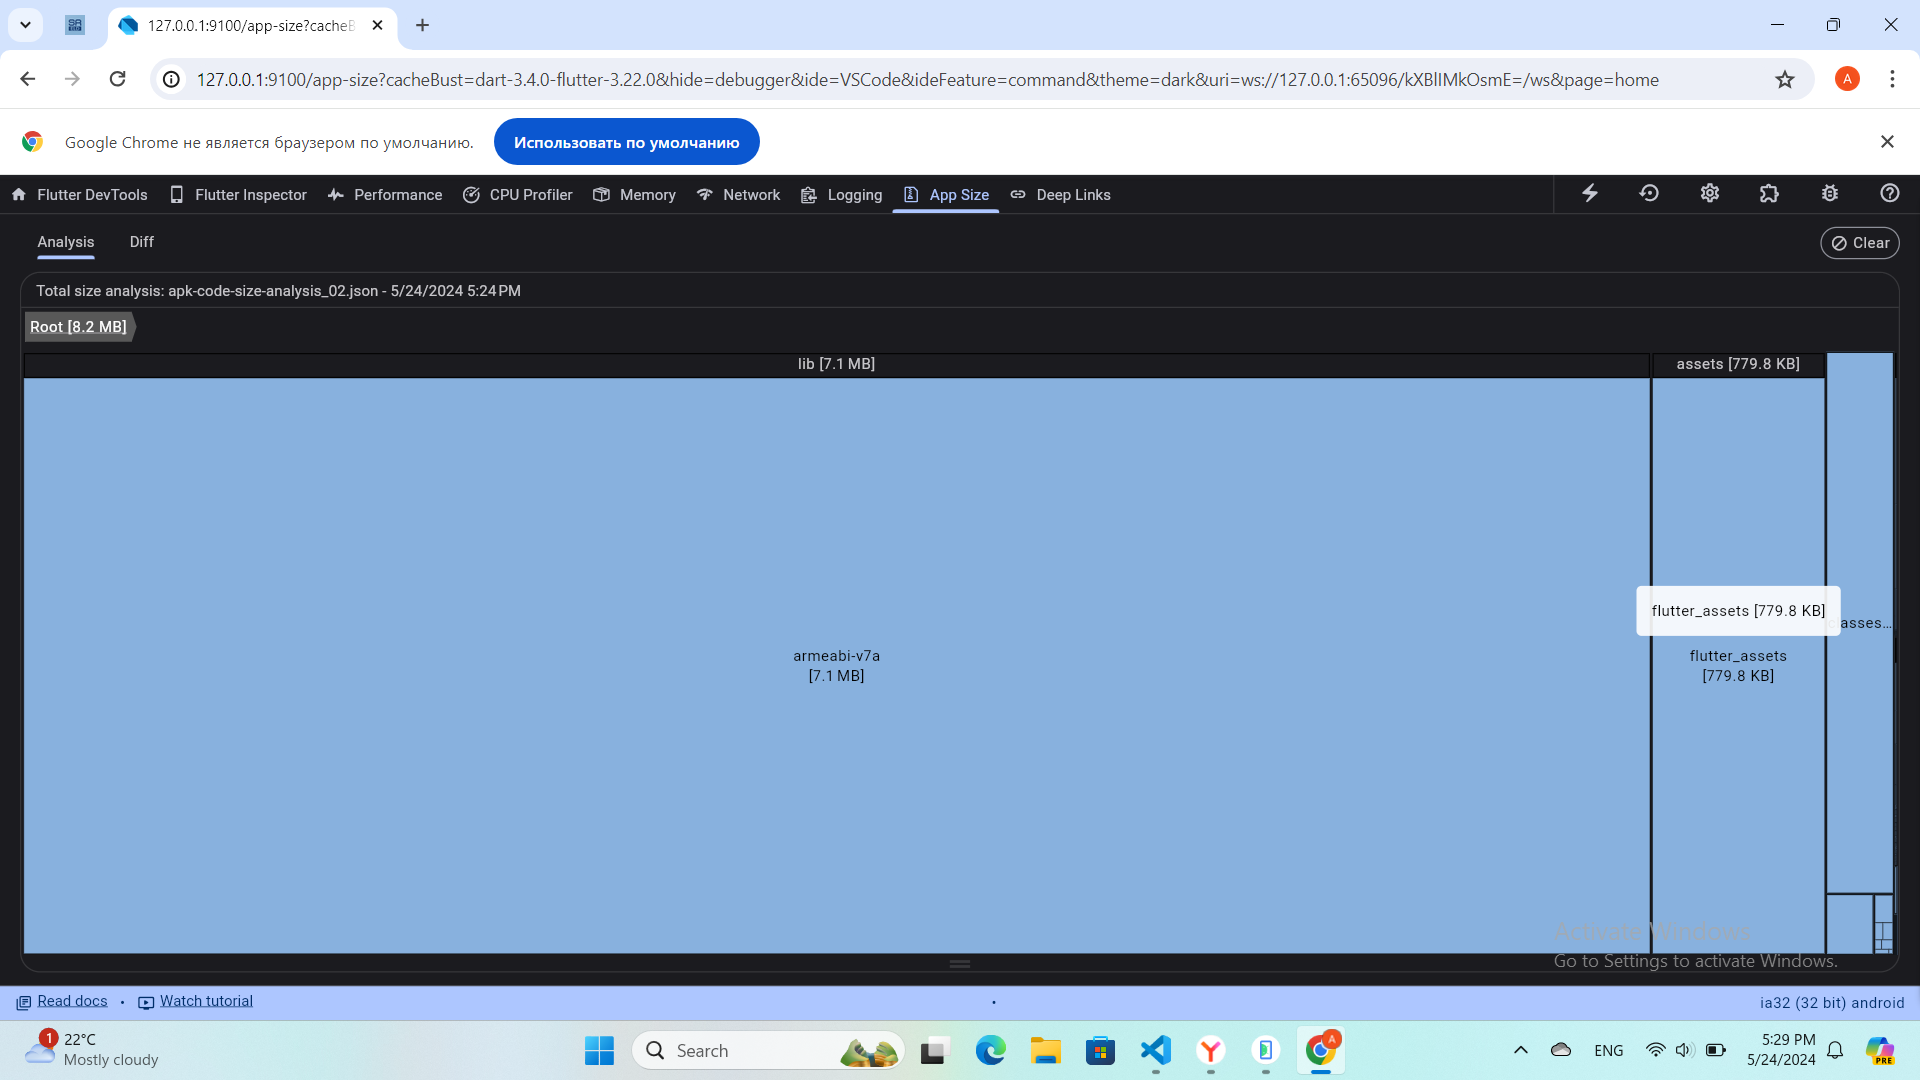 127.0.0.1:9100/app-size?cacheB
127.0.0.1:9100/app-size?cacheBust=dart-3.4.0-flutter-3.22.0&hide=debugger&ide=VSCode&ideFeature=command&theme=dark&uri=ws://127.0.0.1:65096/kXBlIMkOsmE=/ws&page=home
A
Google Chrome не является браузером по умолчанию.
Использовать по умолчанию
Flutter DevTools
Flutter Inspector
Performance
CPU Profiler
Memory
Network
Logging
App Size
Deep Links
Analysis
Diff
Clear
Total size analysis: apk-code-size-analysis_02.json - 5/24/2024 5:24 PM
Root [8.2 MB]
lib [7.1 MB]
assets [779.8 KB]
flutter_assets [779.8 KB]
asses...
armeabi-v7a
[7.1 MB]
flutter_assets
[779.8 KB]
Activate Windows
Go to Settings to activate Windows.
Read docs
•
Watch tutorial
•
ia32 (32 bit) android
1
22°C
Mostly cloudy
Search
A
ENG
5:29 PM
5/24/2024
PRE